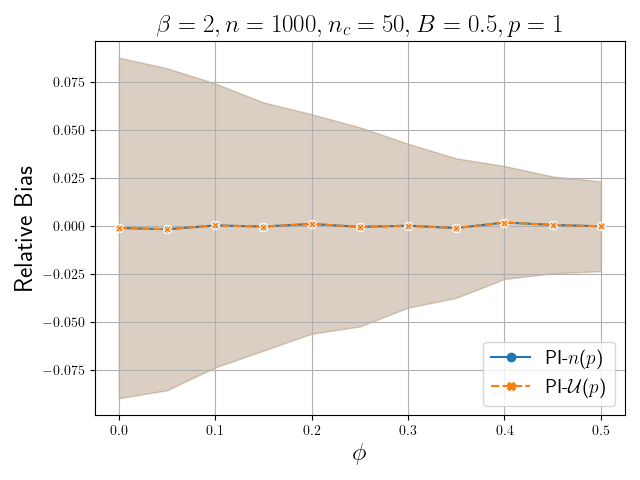 β = 2, n = 1000, n_c = 50, B = 0.5, p = 1
Relative Bias
0.075
0.050
0.025
0.000
−0.025
−0.050
−0.075
PI-n(p)
PI-𝒰(p)
0.0 0.1 0.2 0.3 0.4 0.5
ϕ